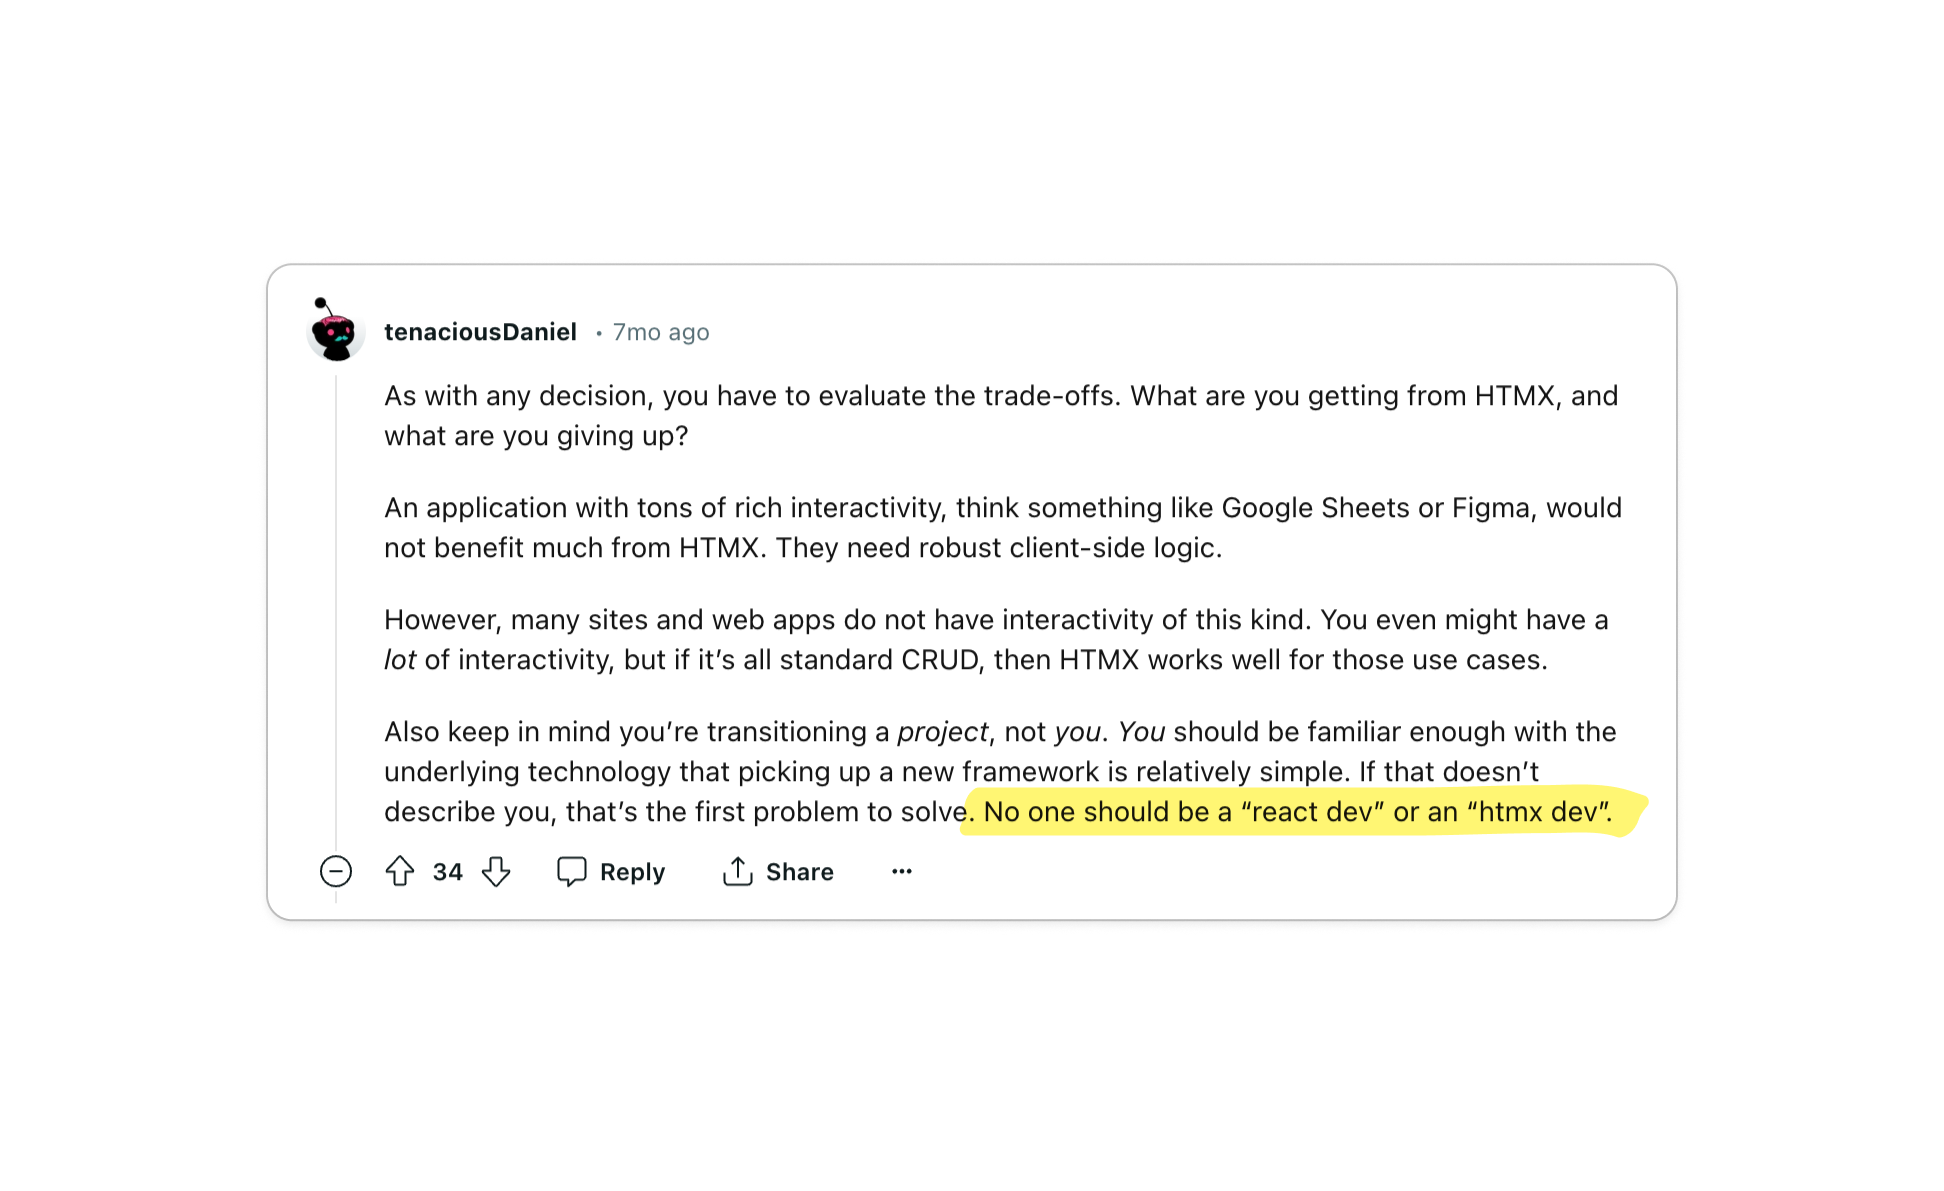 tenaciousDaniel • 7mo ago
As with any decision, you have to evaluate the trade-offs. What are you getting from HTMX, and
what are you giving up?
An application with tons of rich interactivity, think something like Google Sheets or Figma, would
not benefit much from HTMX. They need robust client-side logic.
However, many sites and web apps do not have interactivity of this kind. You even might have a
lot of interactivity, but if it’s all standard CRUD, then HTMX works well for those use cases.
Also keep in mind you’re transitioning a project, not you. You should be familiar enough with the
underlying technology that picking up a new framework is relatively simple. If that doesn’t
describe you, that’s the first problem to solve. No one should be a “react dev” or an “htmx dev”.
34 Reply Share ···